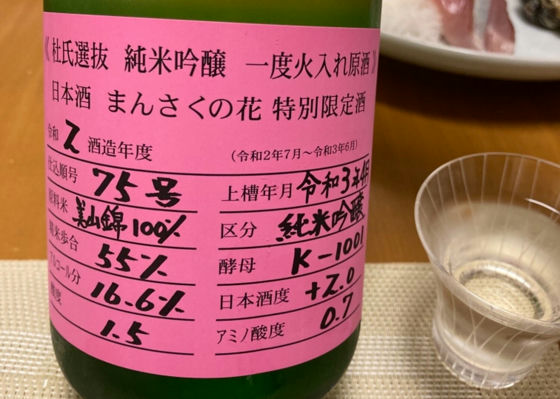 《杜氏選抜 純米吟醸 一度火入れ原酒》
日本酒 まんさくの花 特別限定酒
令和 2 酒造年度 (令和2年7月〜令和3年6月)
仕込順号 75号
上槽年月 令和3年
原料米 美山錦100%
区分 純米吟醸
精米歩合 55%
酵母 K-1001
アルコール分 16.6%
日本酒度 +2.0
酸度 1.5
アミノ酸度 0.7